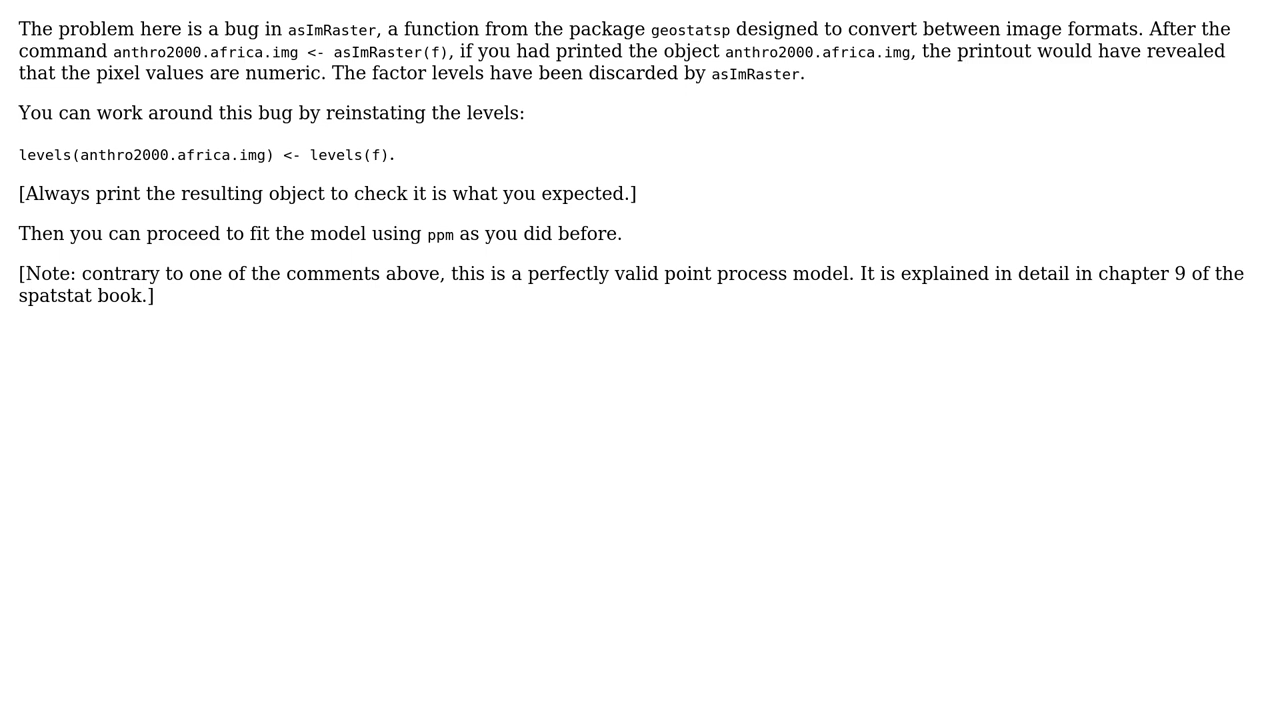 The problem here is a bug in asImRaster, a function from the package geostatsp designed to convert between image formats. After the
command anthro2000.africa.img <- asImRaster(f), if you had printed the object anthro2000.africa.img, the printout would have revealed
that the pixel values are numeric. The factor levels have been discarded by asImRaster.
You can work around this bug by reinstating the levels:
levels(anthro2000.africa.img) <- levels(f).
[Always print the resulting object to check it is what you expected.]
Then you can proceed to fit the model using ppm as you did before.
[Note: contrary to one of the comments above, this is a perfectly valid point process model. It is explained in detail in chapter 9 of the
spatstat book.]